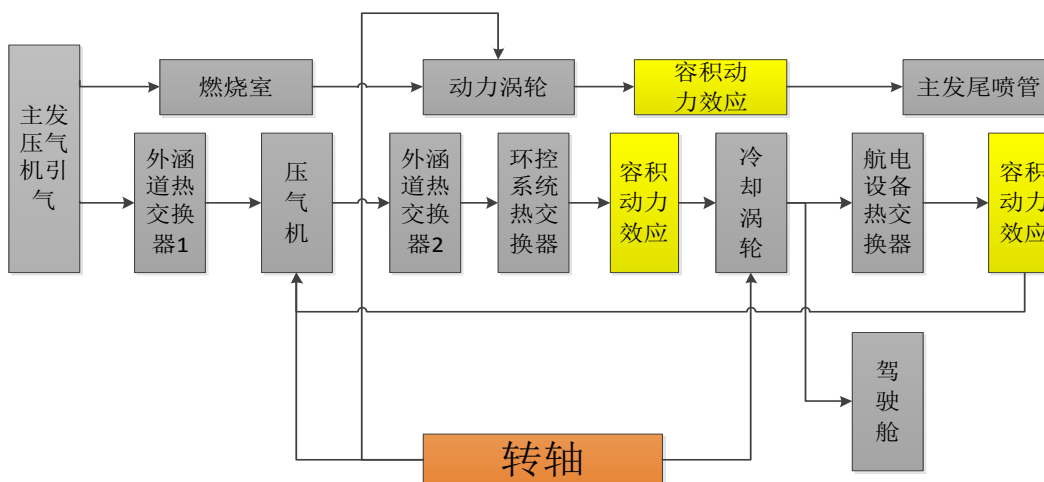 主发
压气
机引
气
燃烧室
动力涡轮
容积动
力效应
主发尾喷管
外涵
道热
交换
器1
压
气
机
外涵
道热
交换
器2
环控
系统
热交
换器
容积
动力
效应
冷
却
涡
轮
航电
设备
热交
换器
容积
动力
效应
驾
驶
舱
转轴